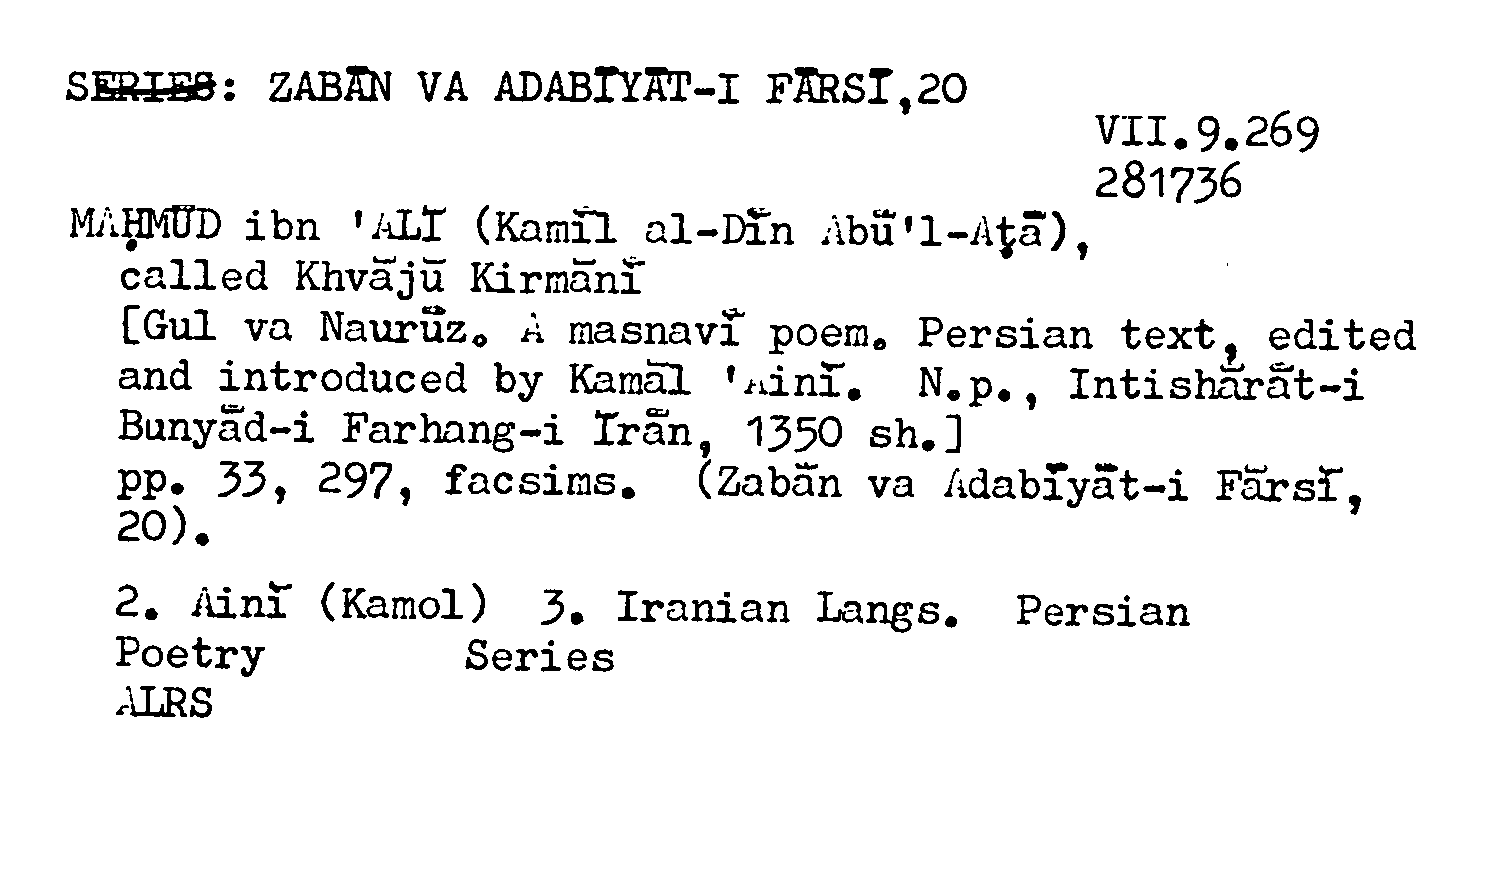 SERIES: ZABĀN VA ADABĪYĀT-I FĀRSĪ,20
VII.9.269
281736
MAḤMŪD ibn 'ALĪ (Kamīl al-Dīn Abū'l-Aṭā),
called Khvājū Kirmānī
[Gul va Naurūz. A masnavī poem. Persian text, edited
and introduced by Kamāl 'Ainī. N.p., Intishārāt-i
Bunyād-i Farhang-i Īrān, 1350 sh.]
pp. 33, 297, facsims. (Zabān va Adabīyāt-i Fārsī,
20).
2. Ainī (Kamol) 3. Iranian Langs. Persian
Poetry Series
ALRS